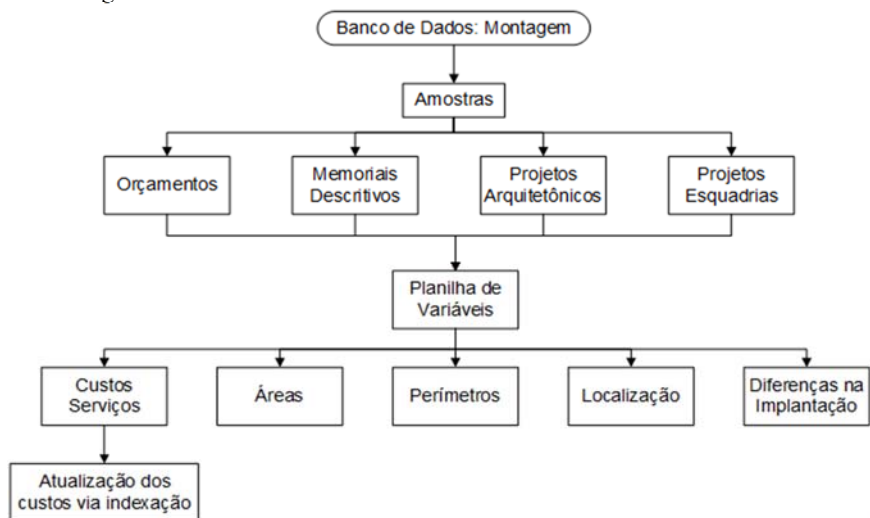 Banco de Dados: Montagem
Amostras
Orçamentos
Memoriais
Descritivos
Projetos
Arquitetônicos
Projetos
Esquadrias
Planilha de
Variáveis
Custos
Serviços
Áreas
Perímetros
Localização
Diferenças na
Implantação
Atualização dos
custos via indexação